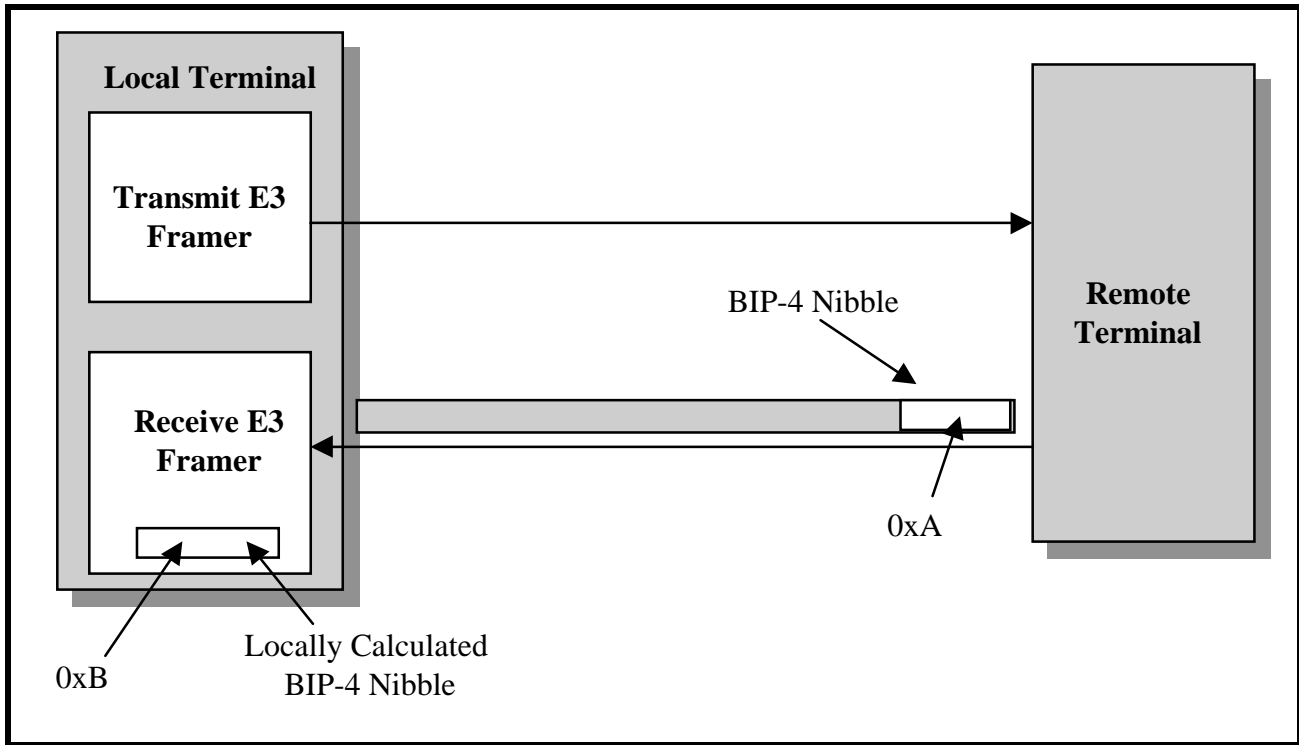 Local Terminal
Transmit E3
Framer
BIP-4 Nibble
Remote
Terminal
Receive E3
Framer
0xA
Locally Calculated
BIP-4 Nibble
0xB